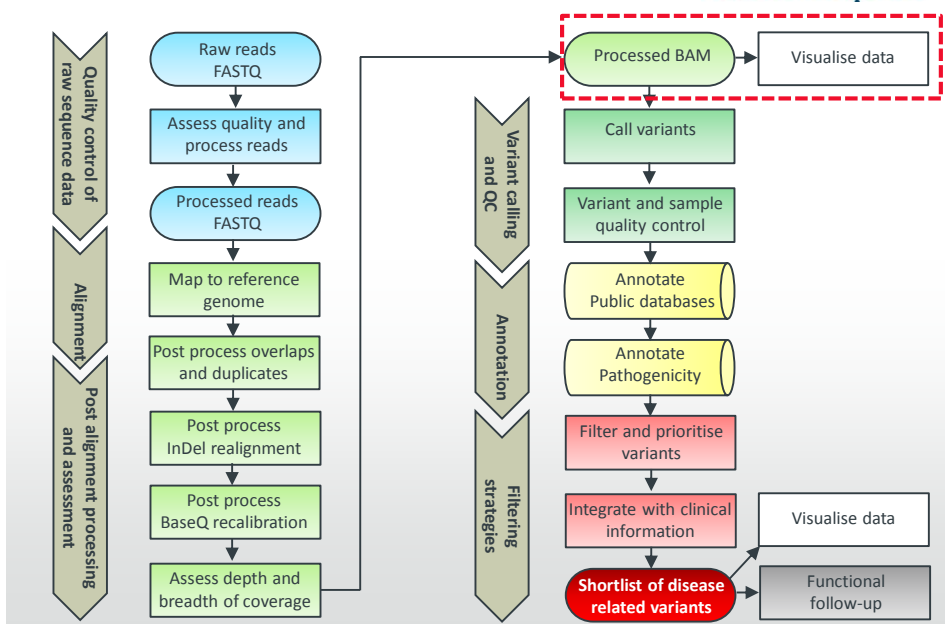 Quality control of
raw sequence data
Alignment
Post alignment processing
and assessment
Raw reads
FASTQ
Assess quality and
process reads
Processed reads
FASTQ
Map to reference
genome
Post process overlaps
and duplicates
Post process
InDel realignment
Post process
BaseQ recalibration
Assess depth and
breadth of coverage
Variant calling
and QC
Annotation
Filtering
strategies
Processed BAM
Visualise data
Call variants
Variant and sample
quality control
Annotate
Public databases
Annotate
Pathogenicity
Filter and prioritise
variants
Integrate with clinical
information
Shortlist of disease
related variants
Visualise data
Functional
follow-up